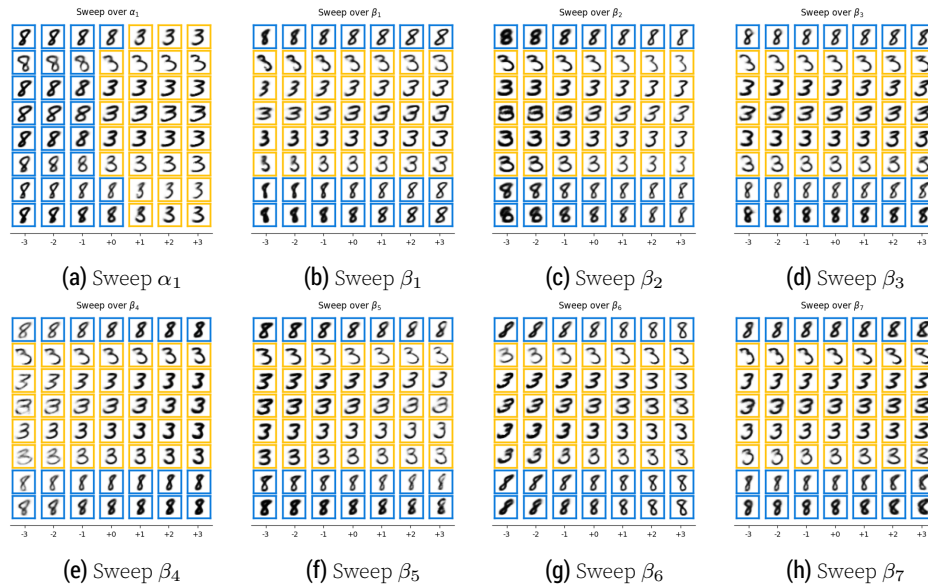 Sweep over α₁ Sweep over β₁ Sweep over β₂ Sweep over β₃
-3 -2 -1 +0 +1 +2 +3 -3 -2 -1 +0 +1 +2 +3 -3 -2 -1 +0 +1 +2 +3 -3 -2 -1 +0 +1 +2 +3
(a) Sweep α₁ (b) Sweep β₁ (c) Sweep β₂ (d) Sweep β₃
Sweep over β₄ Sweep over β₅ Sweep over β₆ Sweep over β₇
-3 -2 -1 +0 +1 +2 +3 -3 -2 -1 +0 +1 +2 +3 -3 -2 -1 +0 +1 +2 +3 -3 -2 -1 +0 +1 +2 +3
(e) Sweep β₄ (f) Sweep β₅ (g) Sweep β₆ (h) Sweep β₇